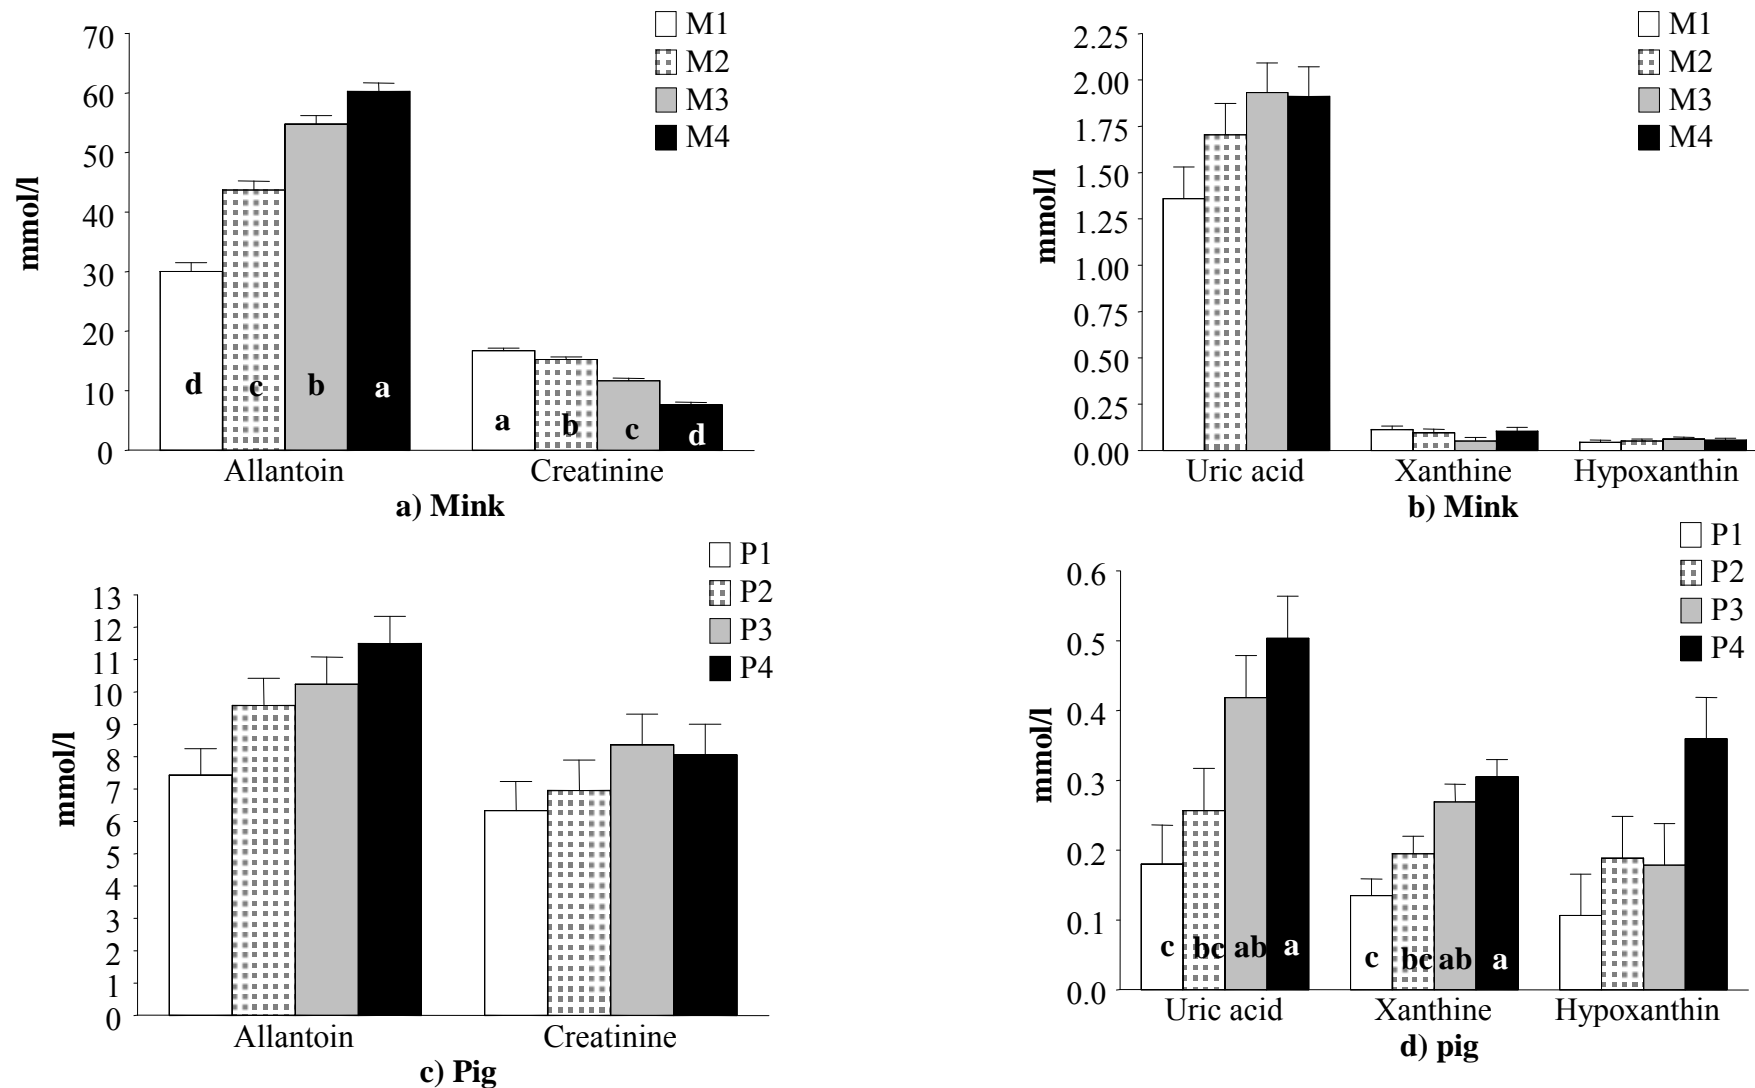 M1
M2
M3
M4
70
60
50
40
30
20
10
0
mmol/l
d c b a
a b c d
Allantoin Creatinine
a) Mink
M1
M2
M3
M4
2.25
2.00
1.75
1.50
1.25
1.00
0.75
0.50
0.25
0.00
mmol/l
Uric acid Xanthine Hypoxanthin
b) Mink
P1
P2
P3
P4
13
12
11
10
9
8
7
6
5
4
3
2
1
0
mmol/l
Allantoin Creatinine
c) Pig
P1
P2
P3
P4
0.6
0.5
0.4
0.3
0.2
0.1
0.0
mmol/l
c bc ab a
c bc ab a
Uric acid Xanthine Hypoxanthin
d) pig